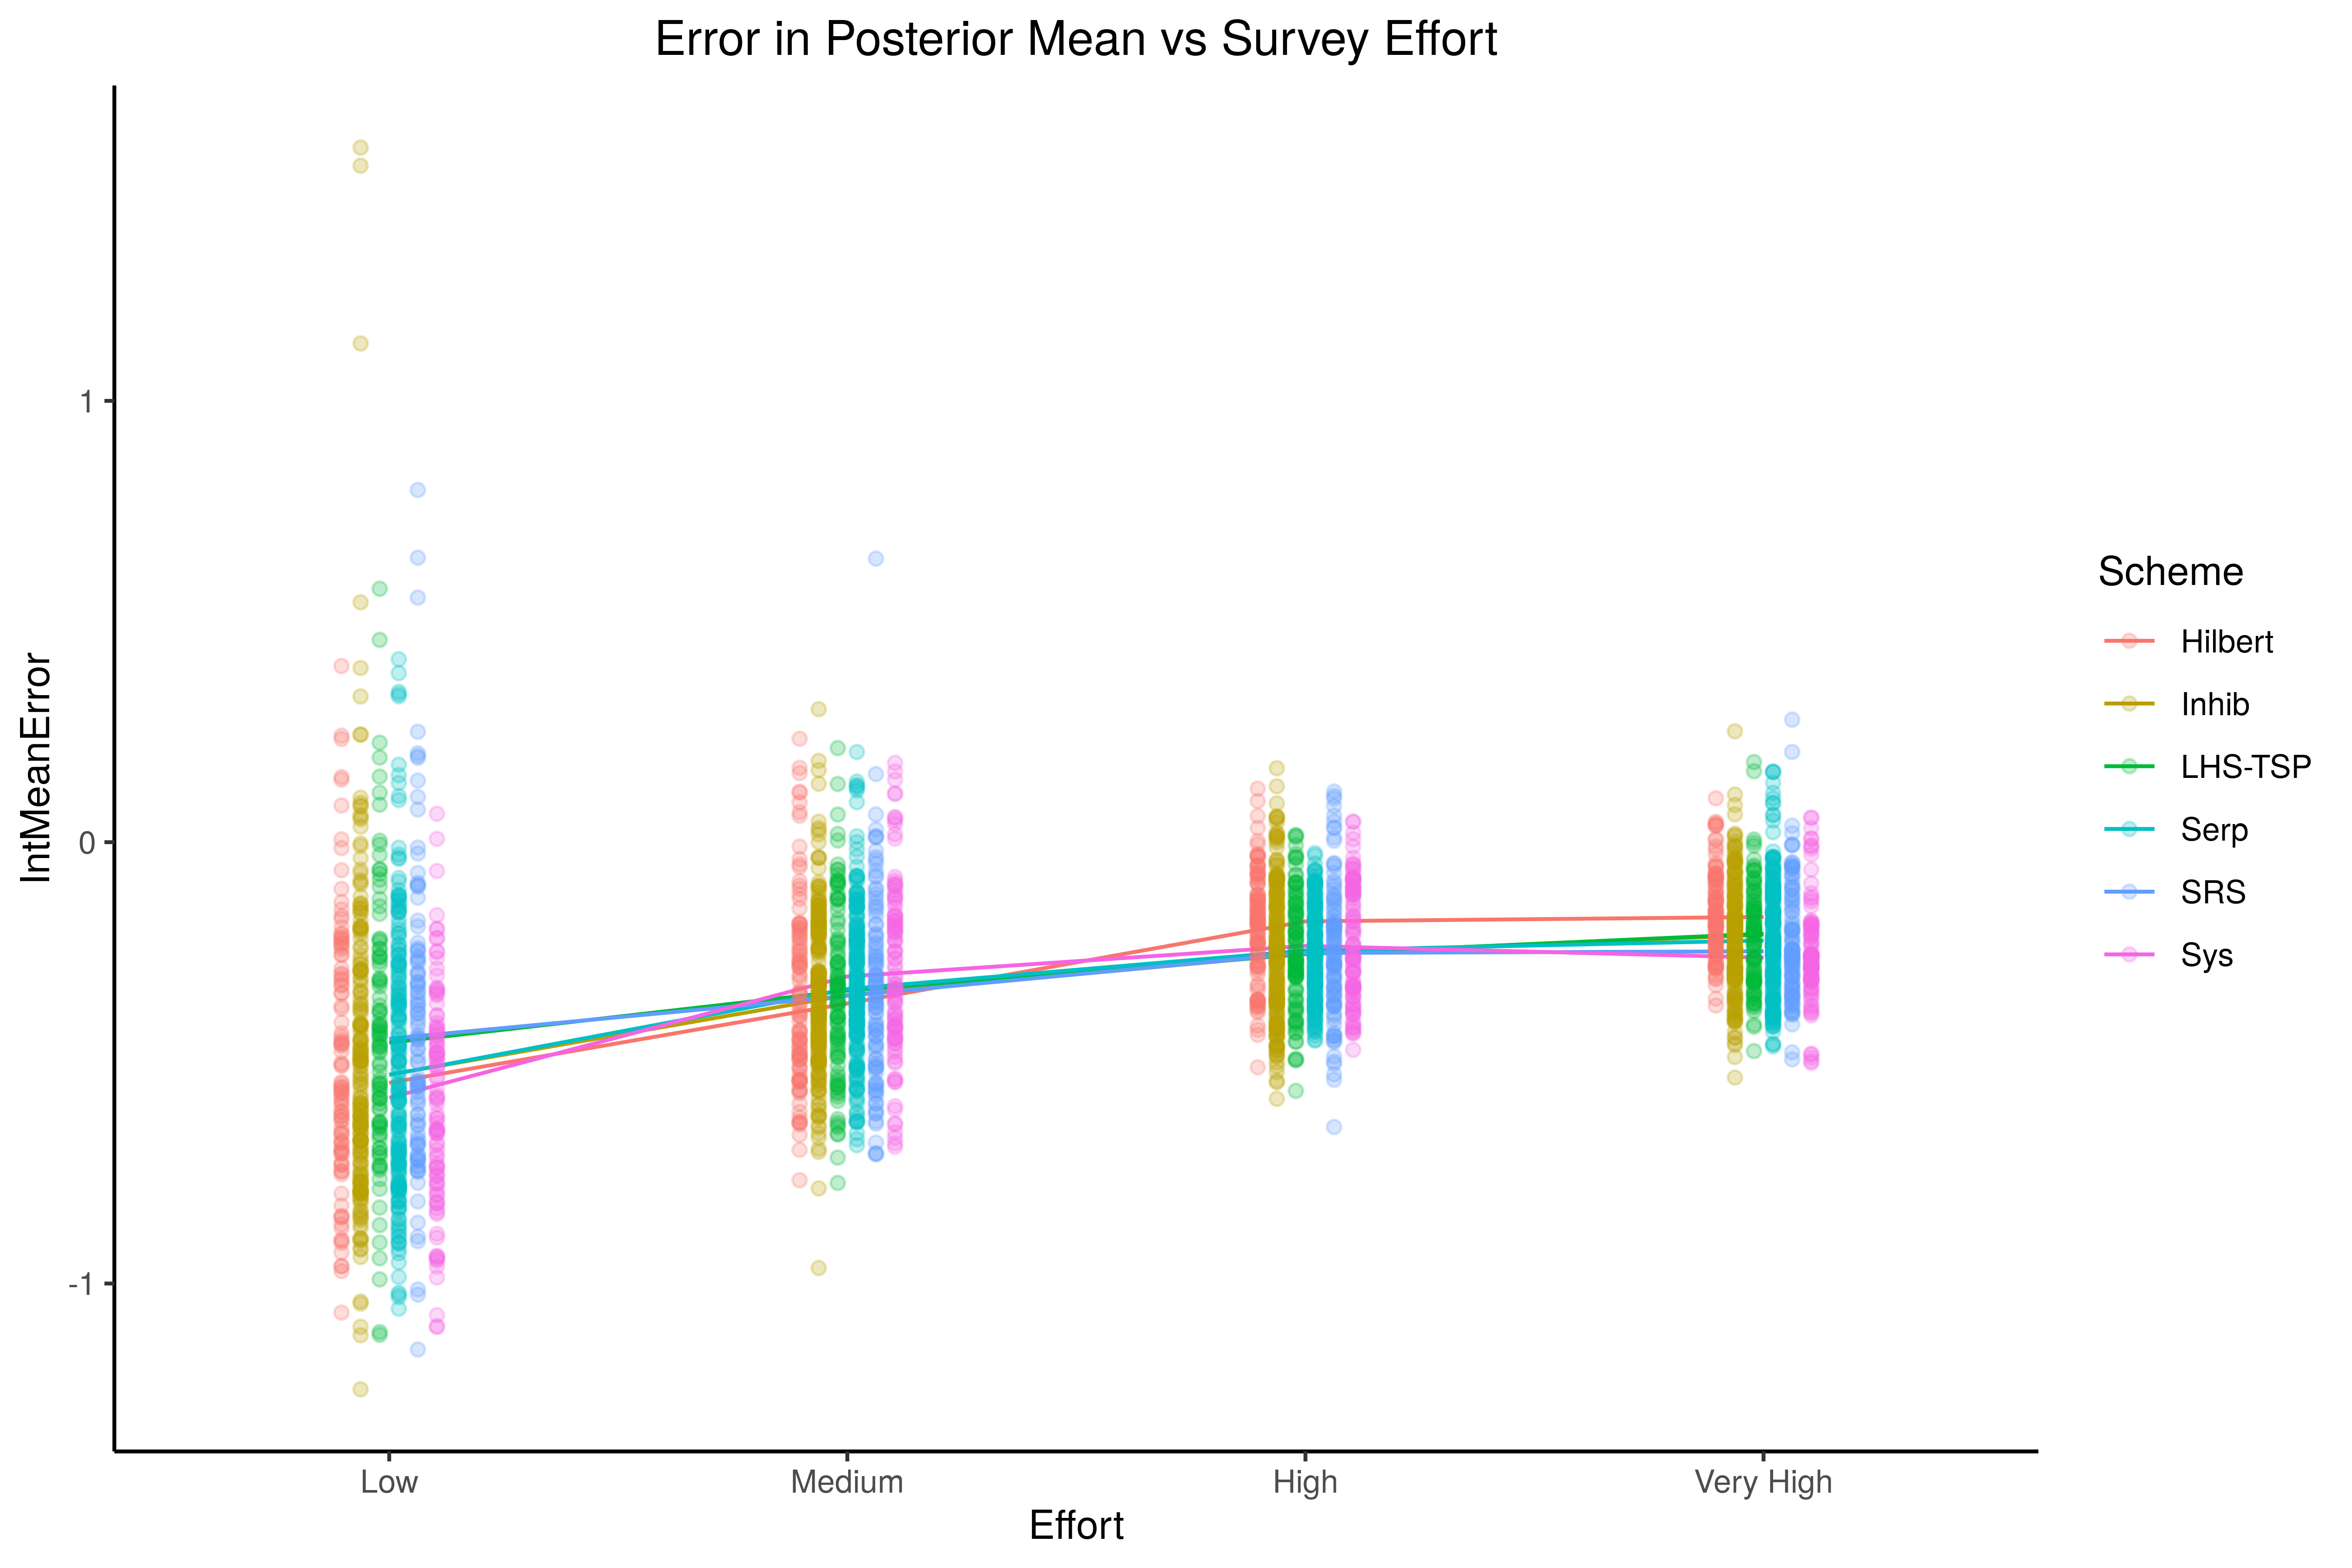 Error in Posterior Mean vs Survey Effort
IntMeanError
1
0
-1
Low
Medium
High
Very High
Effort
Scheme
Hilbert
Inhib
LHS-TSP
Serp
SRS
Sys